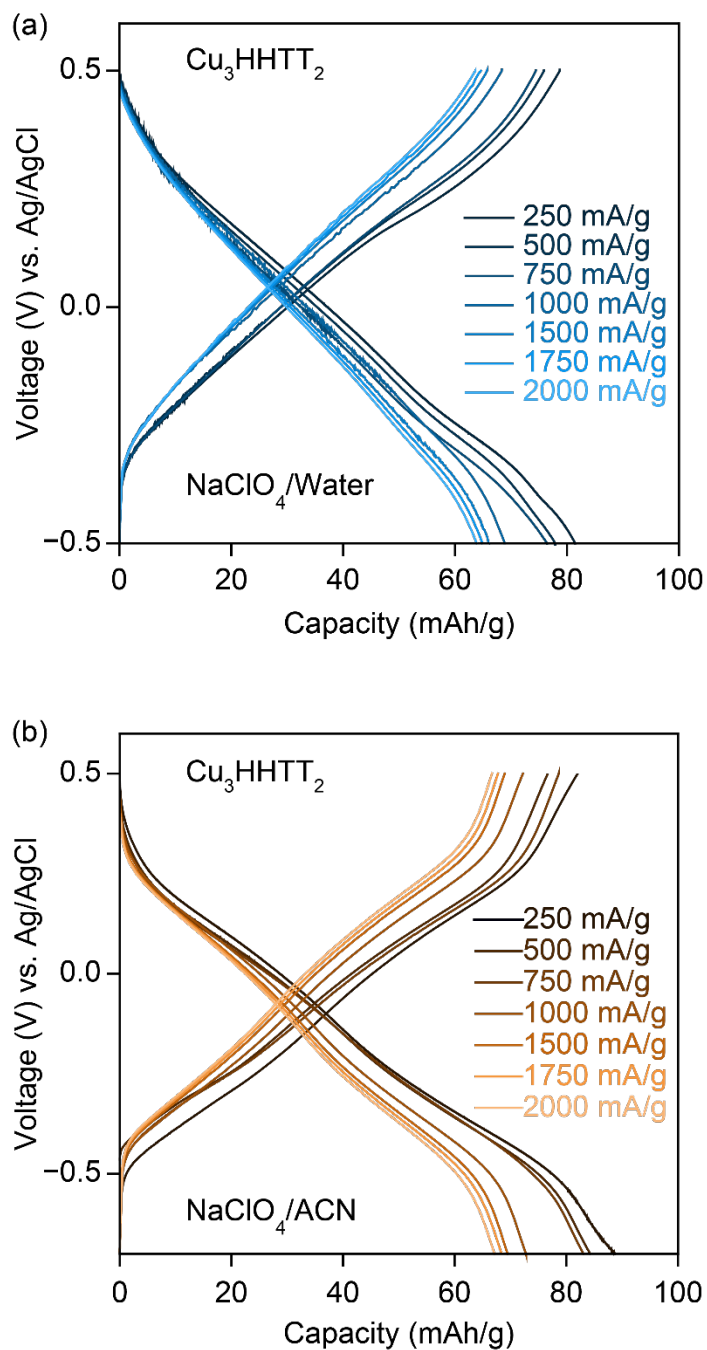 (a)
Cu₃HHTT₂
0.5
0.0
−0.5
Voltage (V) vs. Ag/AgCl
250 mA/g
500 mA/g
750 mA/g
1000 mA/g
1500 mA/g
1750 mA/g
2000 mA/g
NaClO₄/Water
0 20 40 60 80 100
Capacity (mAh/g)
(b)
Cu₃HHTT₂
0.5
0.0
−0.5
Voltage (V) vs. Ag/AgCl
250 mA/g
500 mA/g
750 mA/g
1000 mA/g
1500 mA/g
1750 mA/g
2000 mA/g
NaClO₄/ACN
0 20 40 60 80 100
Capacity (mAh/g)